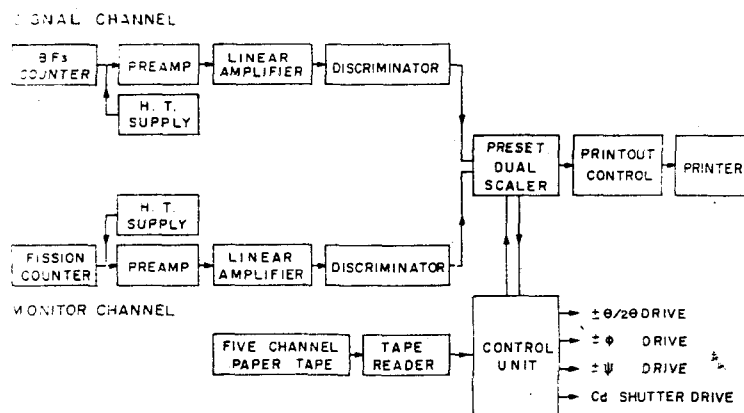 SIGNAL CHANNEL
BF3 COUNTER
PREAMP
LINEAR AMPLIFIER
DISCRIMINATOR
H. T. SUPPLY
PRESET DUAL SCALER
PRINTOUT CONTROL
PRINTER
H. T. SUPPLY
FISSION COUNTER
PREAMP
LINEAR AMPLIFIER
DISCRIMINATOR
MONITOR CHANNEL
FIVE CHANNEL PAPER TAPE
TAPE READER
CONTROL UNIT
± θ/2θ DRIVE
± φ DRIVE
± ψ DRIVE
Cd SHUTTER DRIVE